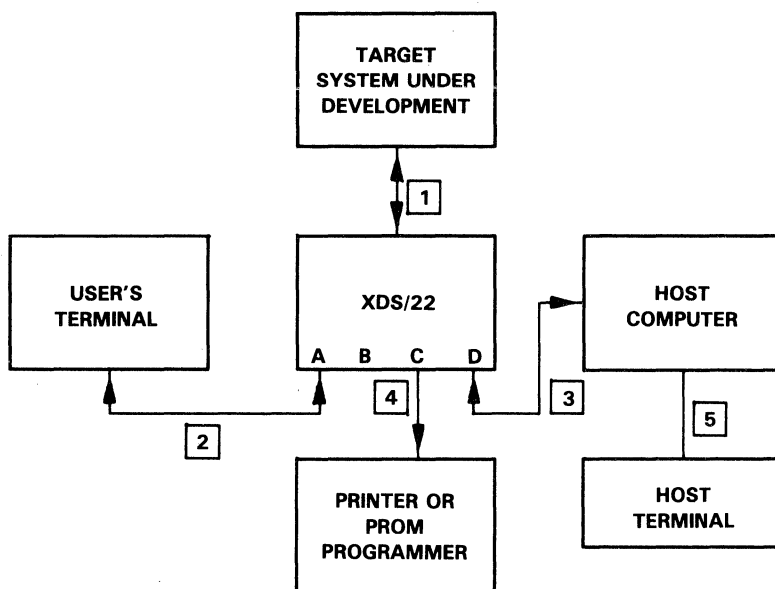 TARGET
SYSTEM UNDER
DEVELOPMENT
1
USER'S
TERMINAL
XDS/22
A B C D
HOST
COMPUTER
2
4
3
5
PRINTER OR
PROM
PROGRAMMER
HOST
TERMINAL